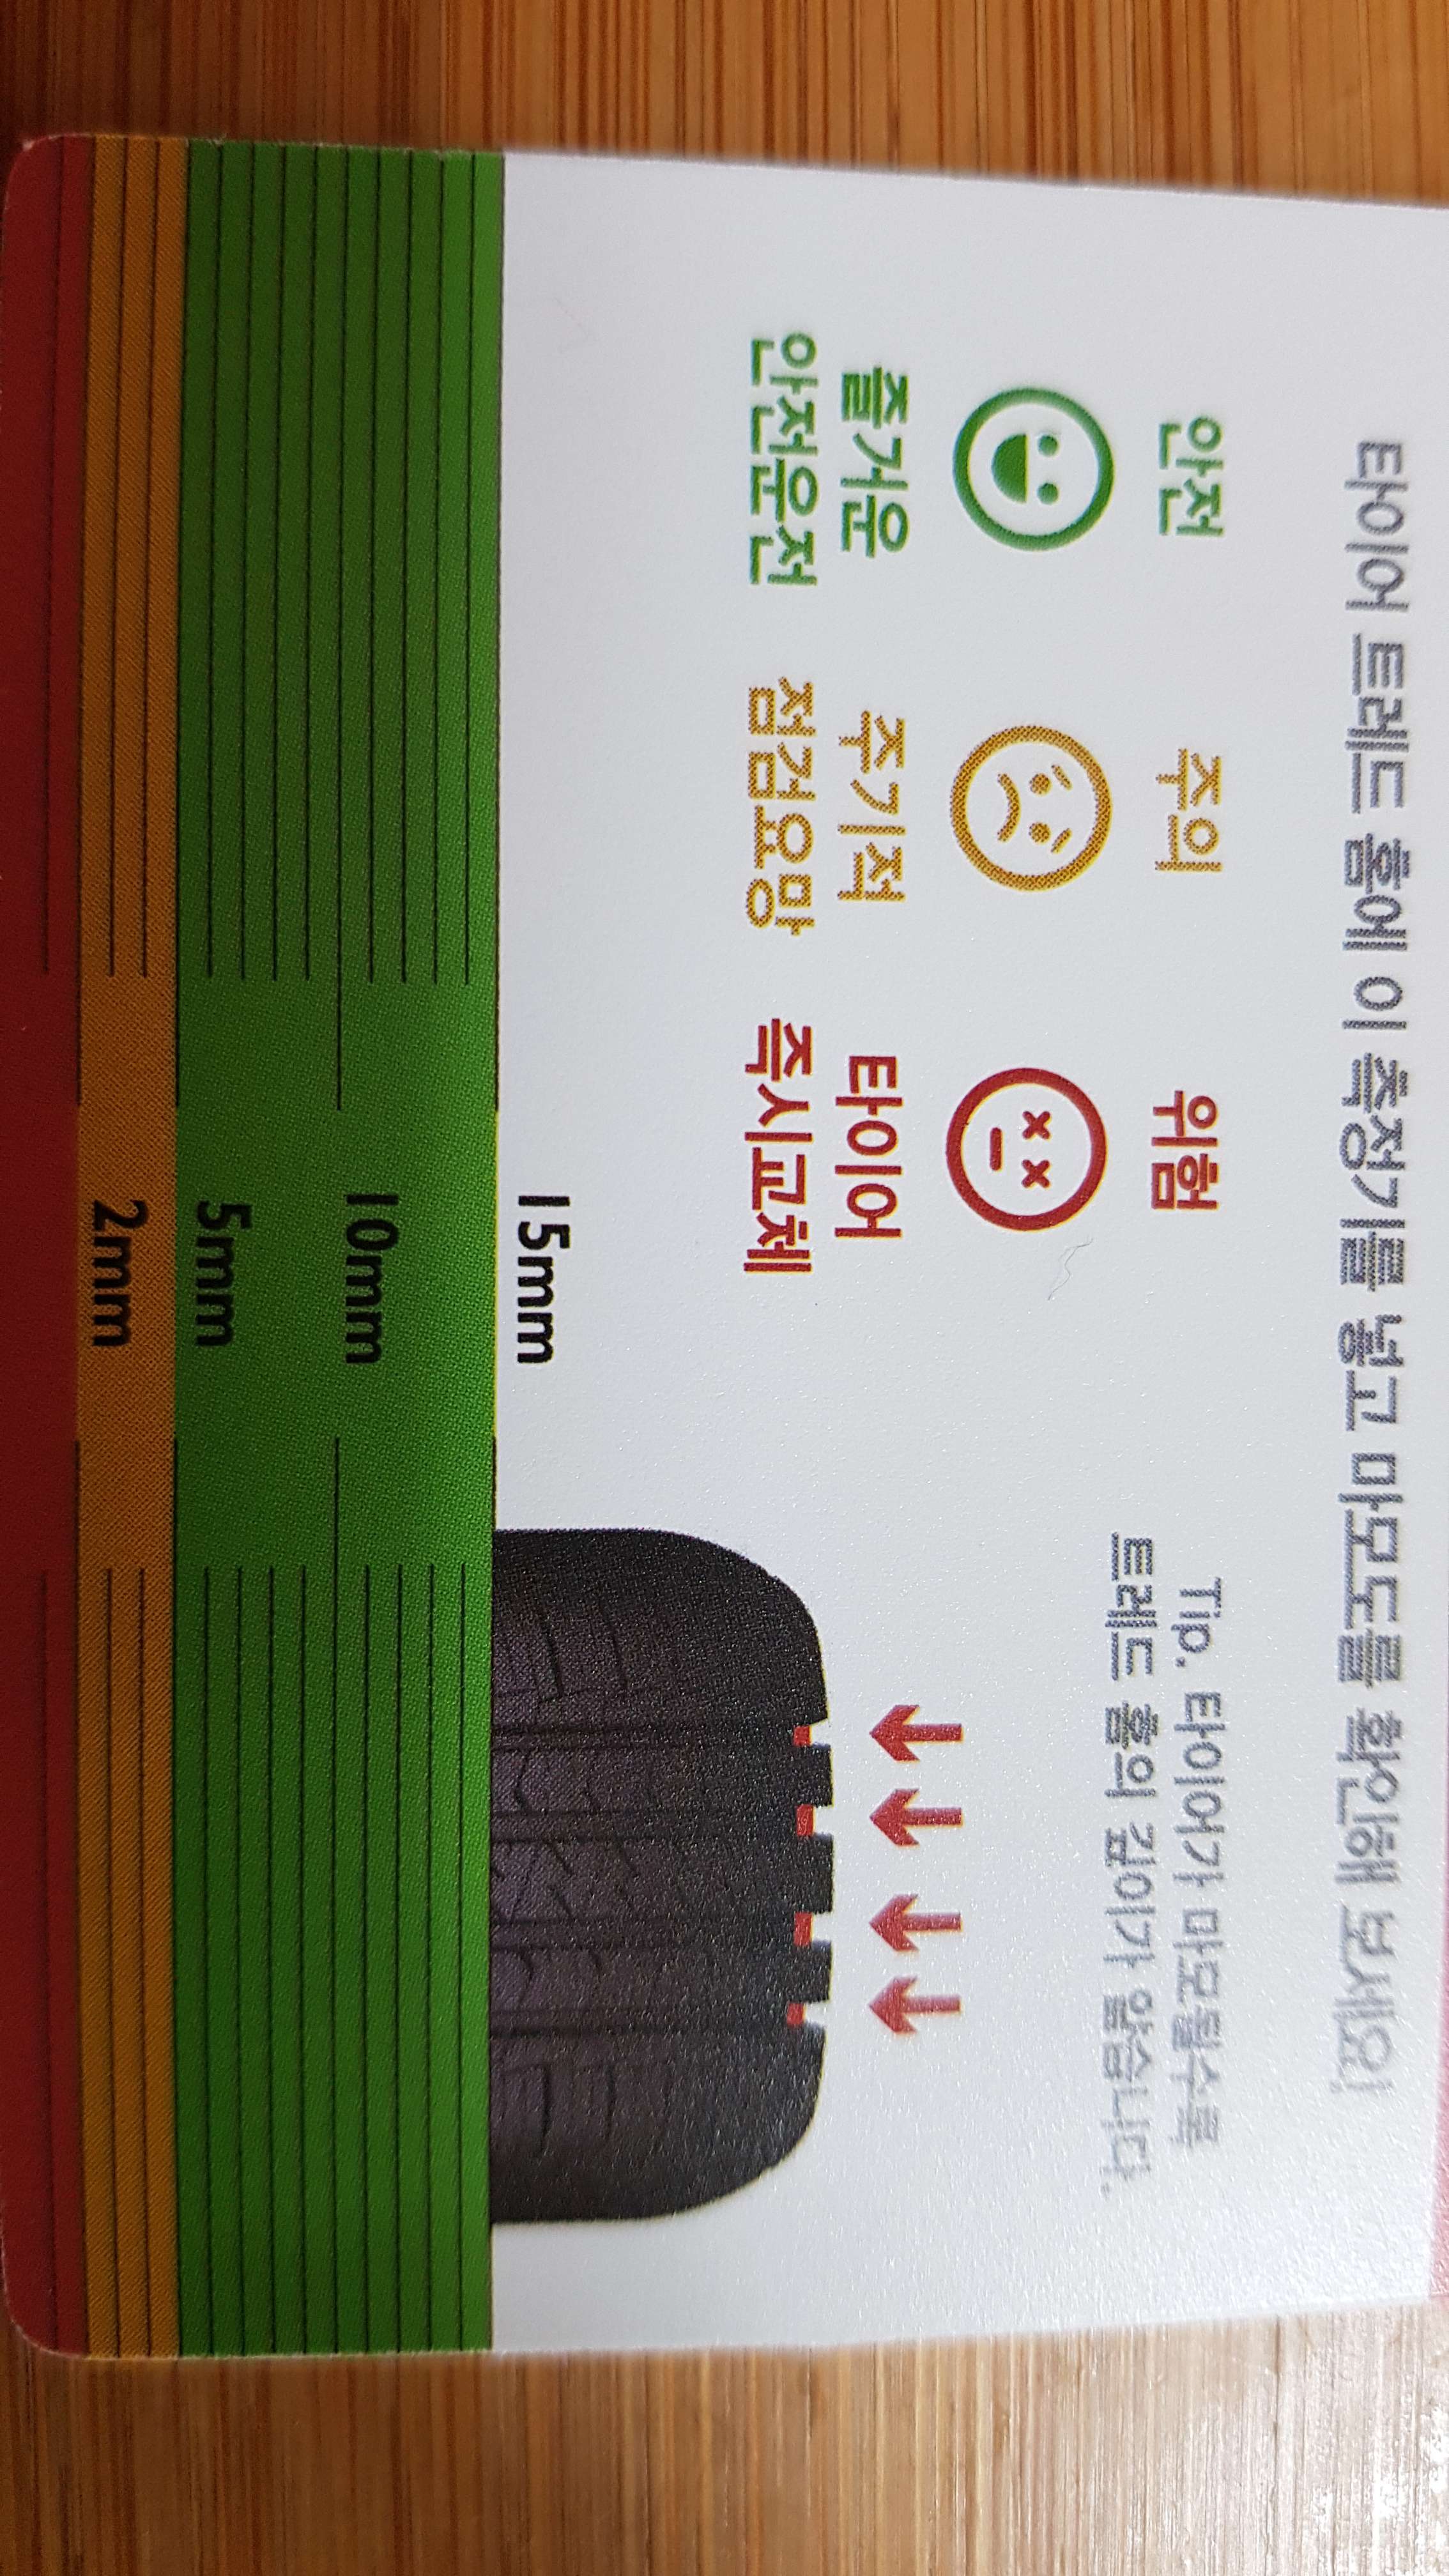 타이어 트레드 홈에 이 측정기를 넣고 마모도를 확인해 보세요!
안전
즐거운
안전운전
주의
주기적
점검요망
위험
타이어
즉시교체
Tip. 타이어가 마모될수록
트레드 홈의 깊이가 얇습니다.
15mm
10mm
5mm
2mm